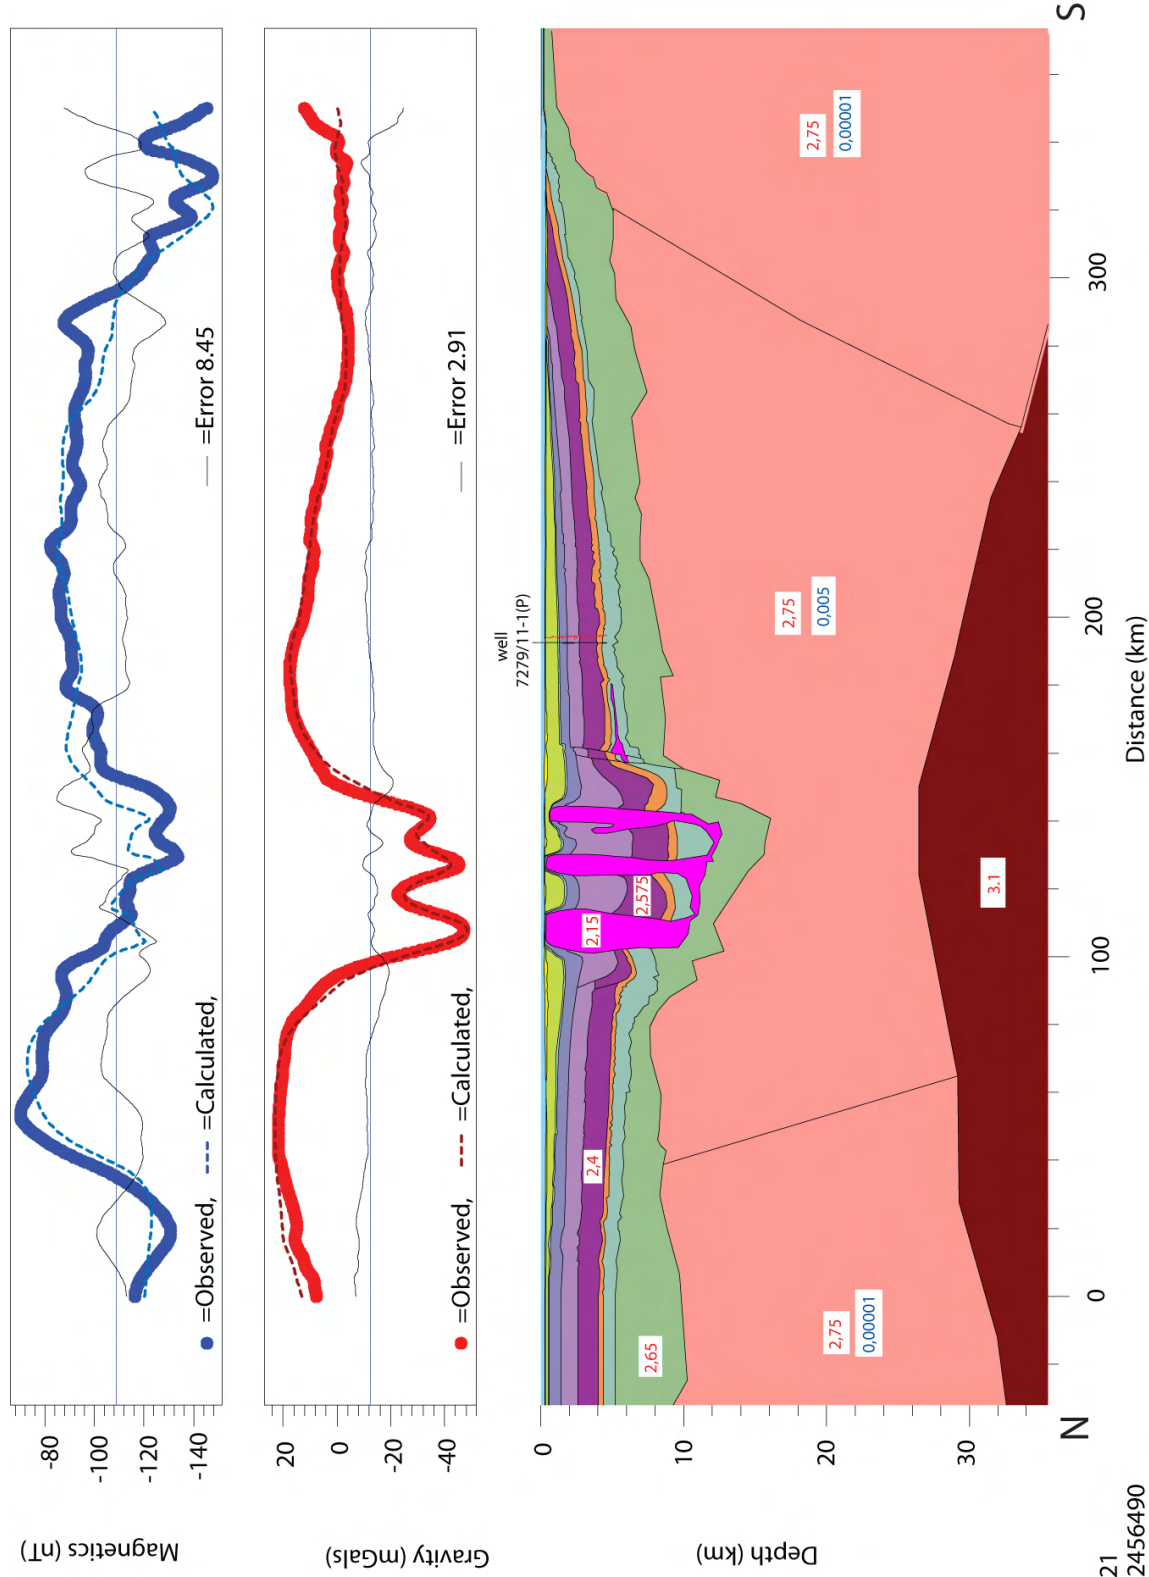 Magnetics (nT)
-80
-100
-120
-140
=Observed, =Calculated, =Error 8.45
Gravity (mGals)
20
0
-20
-40
=Observed, =Calculated, =Error 2.91
Depth (km)
0
10
20
30
well
7279/11-1(P)
2,15
2,575
2,4
2,65
2,75
0,00001
2,75
0,005
2,75
0,00001
3.1
N
S
0
100
200
300
Distance (km)
21
2456490